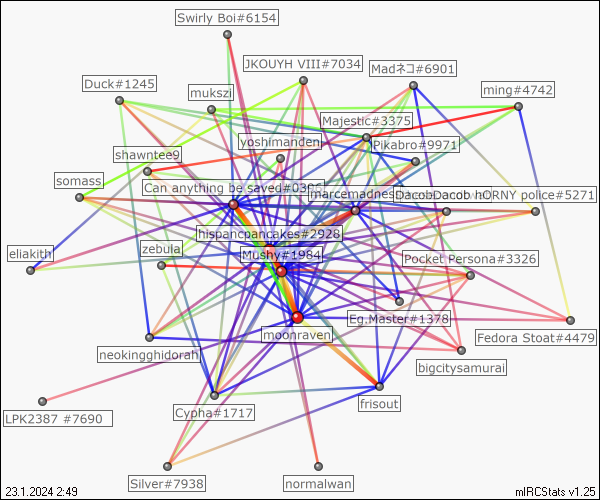 Swirly Boi#6154
JKOUYH VIII#7034
Madネコ#6901
Duck#1245
mukszi
ming#4742
Majestic#3375
yoshimanden
Pikabro#9971
shawntee9
somass
Can anything be saved#0306
marcemadness
DacobDacob
hORNY police#5271
hispancpancakes#2928
eliakith
zebula
Mushy#1984
Pocket Persona#3326
Eg.Master#1378
moonraven
Fedora Stoat#4479
neokingghidorah
bigcitysamurai
LPK2387 #7690
Cypha#1717
frisout
Silver#7938
normalwan
23.1.2024 2:49
mIRCStats v1.25